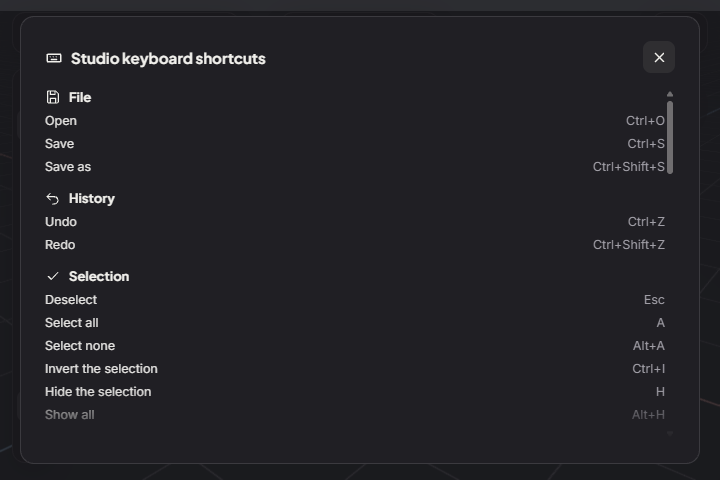 Studio keyboard shortcuts
File
Open Ctrl+O
Save Ctrl+S
Save as Ctrl+Shift+S
History
Undo Ctrl+Z
Redo Ctrl+Shift+Z
Selection
Deselect Esc
Select all A
Select none Alt+A
Invert the selection Ctrl+I
Hide the selection H
Show all Alt+H